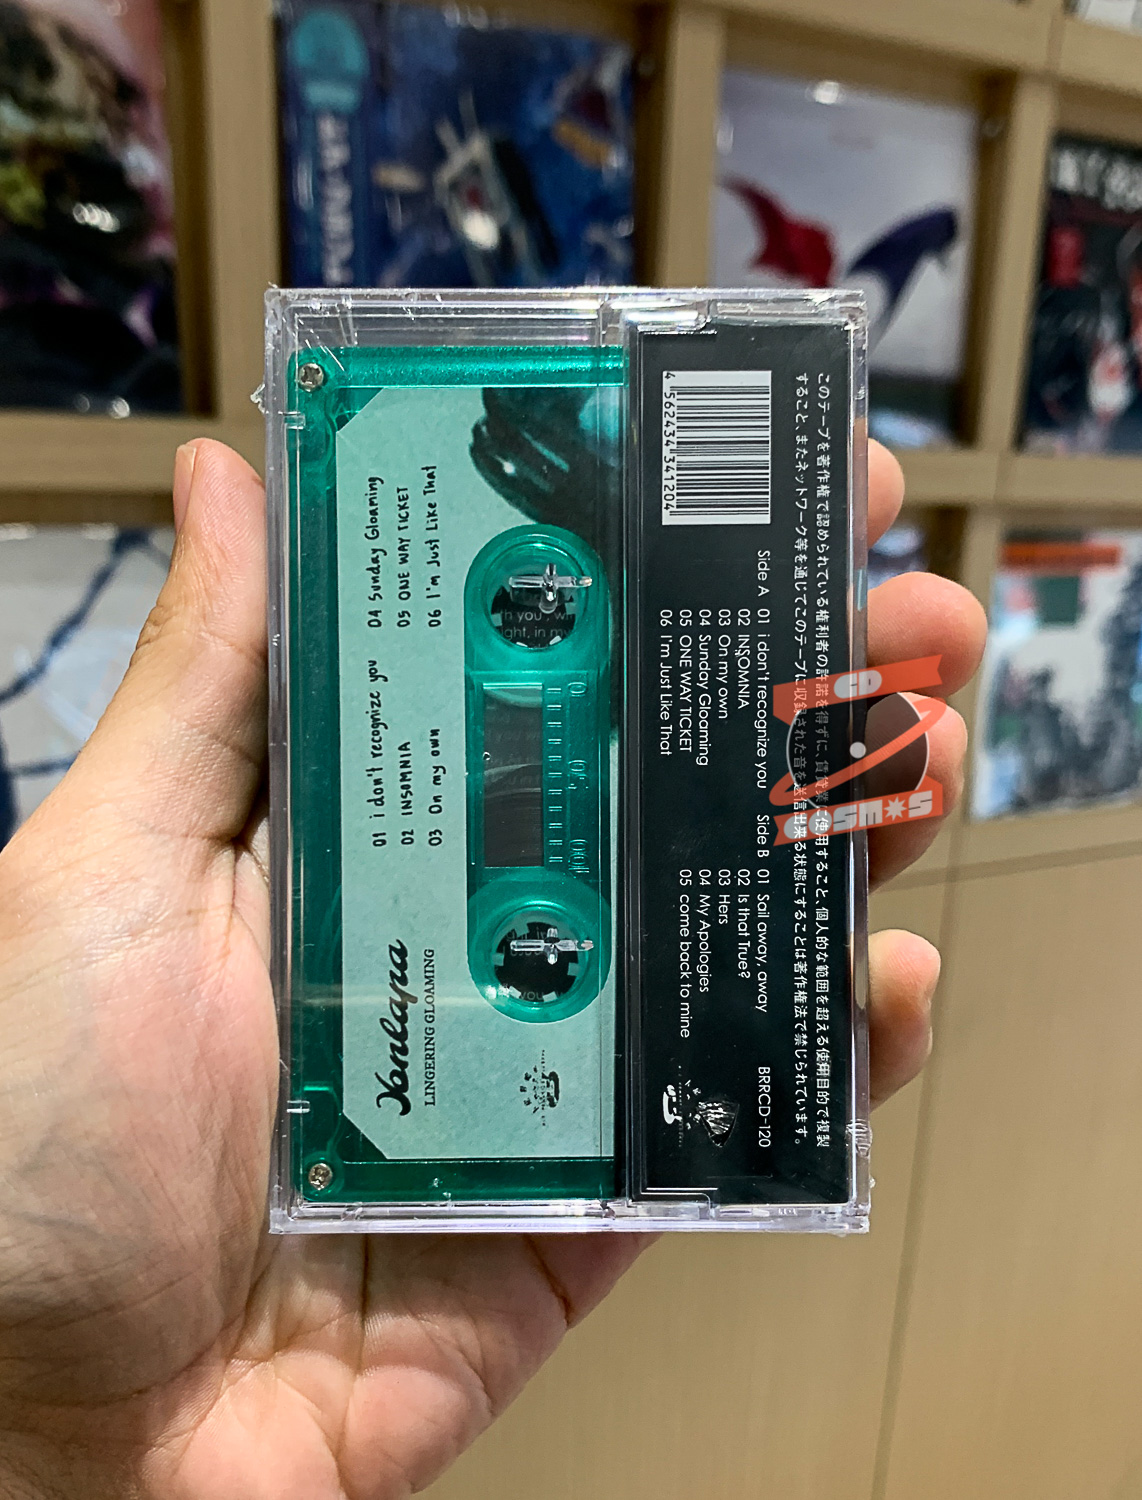 01 i don't recognize you
02 INSOMNIA
03 On my own
04 Sunday Gloaming
05 ONE WAY TICKET
06 I'm Just Like That
Xonlapa
LINGERING GLOAMING
0 50 100
4 562434 341204
Side A 01 i don't recognize you
02 INSOMNIA
03 On my own
04 Sunday Gloaming
05 ONE WAY TICKET
06 I'm Just Like That
Side B 01 Sail away, away
02 Is that True?
03 Hers
04 My Apologies
05 come back to mine
BRRCD-120
このテープを著作権で認められている権利者の許諾を得ずに、賃貸業に使用すること、個人的な範囲を超える使用目的で複製
すること、またネットワーク等を通じてこのテープに収録された音を送信出来る状態にすることは著作権法で禁じられています。